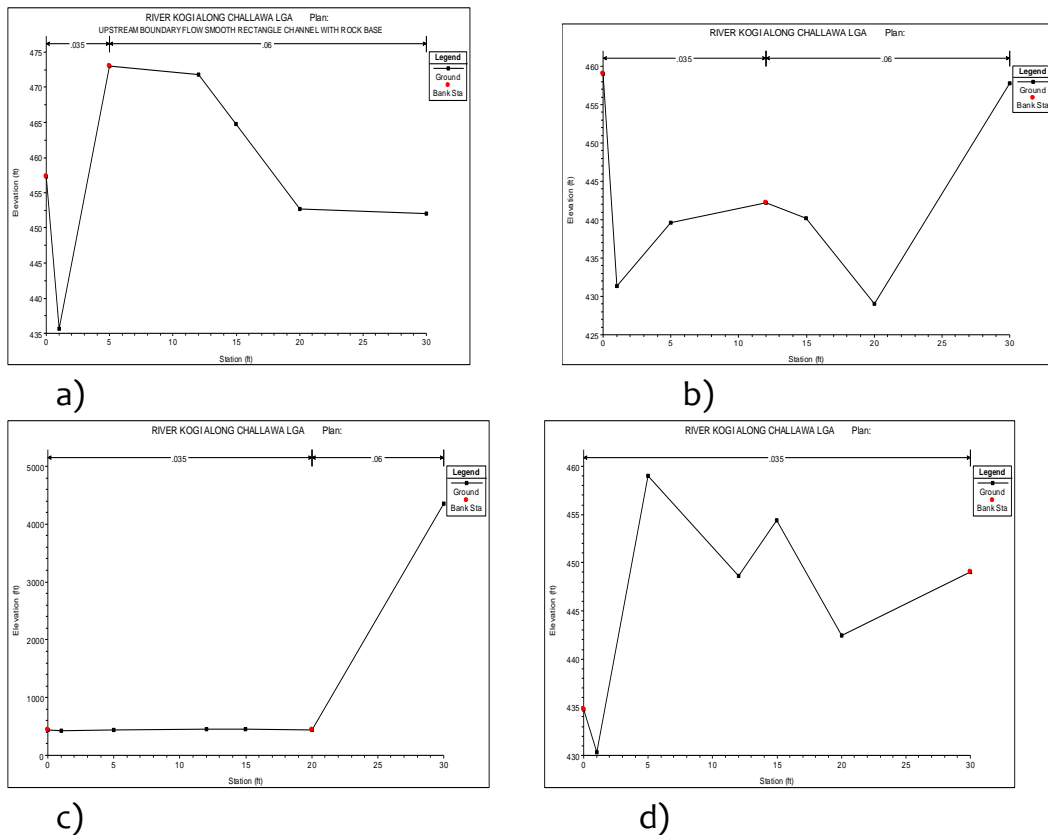 RIVER KOGI ALONG CHALLAWA LGA Plan:
UPSTREAM BOUNDARY FLOW SMOOTH RECTANGLE CHANNEL WITH ROCK BASE
.035 .06
Legend
Ground
Bank Sta
475
470
465
460
455
450
445
440
435
Elevation (ft)
0 5 10 15 20 25 30
Station (ft)
a)
RIVER KOGI ALONG CHALLAWA LGA Plan:
.035 .06
Legend
Ground
Bank Sta
460
455
450
445
440
435
430
425
Elevation (ft)
0 5 10 15 20 25 30
Station (ft)
b)
RIVER KOGI ALONG CHALLAWA LGA Plan:
.035 .06
Legend
Ground
Bank Sta
5000
4000
3000
2000
1000
0
Elevation (ft)
0 5 10 15 20 25 30
Station (ft)
c)
RIVER KOGI ALONG CHALLAWA LGA Plan:
.035
Legend
Ground
Bank Sta
460
455
450
445
440
435
430
Elevation (ft)
0 5 10 15 20 25 30
Station (ft)
d)